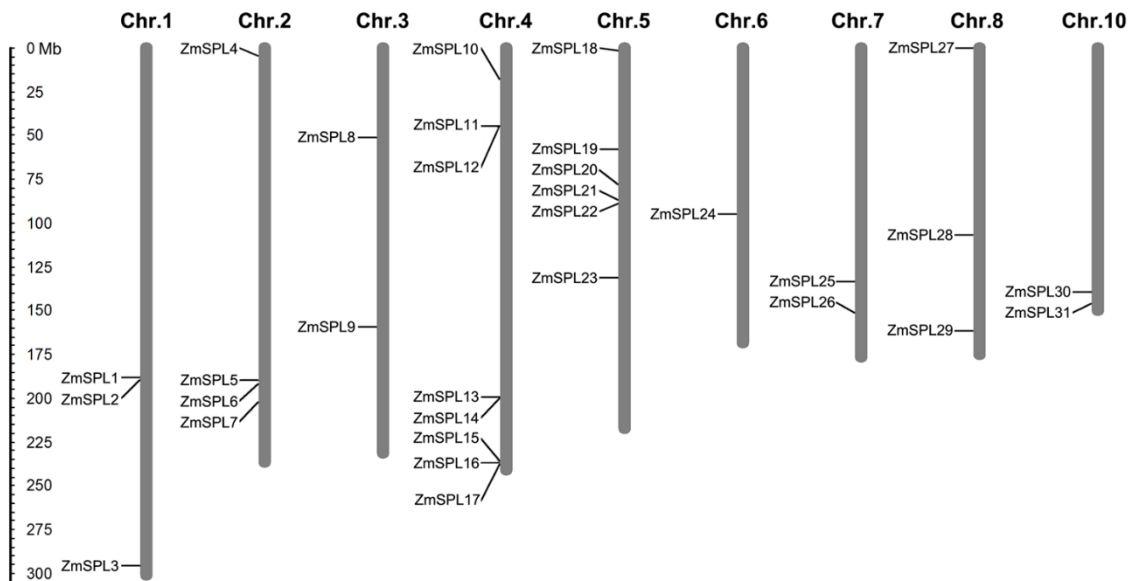 Chr.1 Chr.2 Chr.3 Chr.4 Chr.5 Chr.6 Chr.7 Chr.8 Chr.10
0 Mb
25
50
75
100
125
150
175
200
225
250
275
300
ZmSPL1
ZmSPL2
ZmSPL3
ZmSPL4
ZmSPL5
ZmSPL6
ZmSPL7
ZmSPL8
ZmSPL9
ZmSPL10
ZmSPL11
ZmSPL12
ZmSPL13
ZmSPL14
ZmSPL15
ZmSPL16
ZmSPL17
ZmSPL18
ZmSPL19
ZmSPL20
ZmSPL21
ZmSPL22
ZmSPL23
ZmSPL24
ZmSPL25
ZmSPL26
ZmSPL27
ZmSPL28
ZmSPL29
ZmSPL30
ZmSPL31